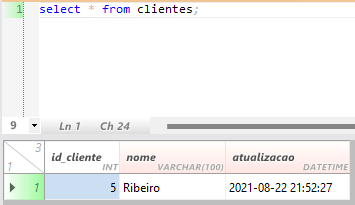 1 select * from clientes;
9 Ln 1 Ch 24
3 id_cliente nome atualizacao
1 INT VARCHAR(100) DATETIME
1 5 Ribeiro 2021-08-22 21:52:27